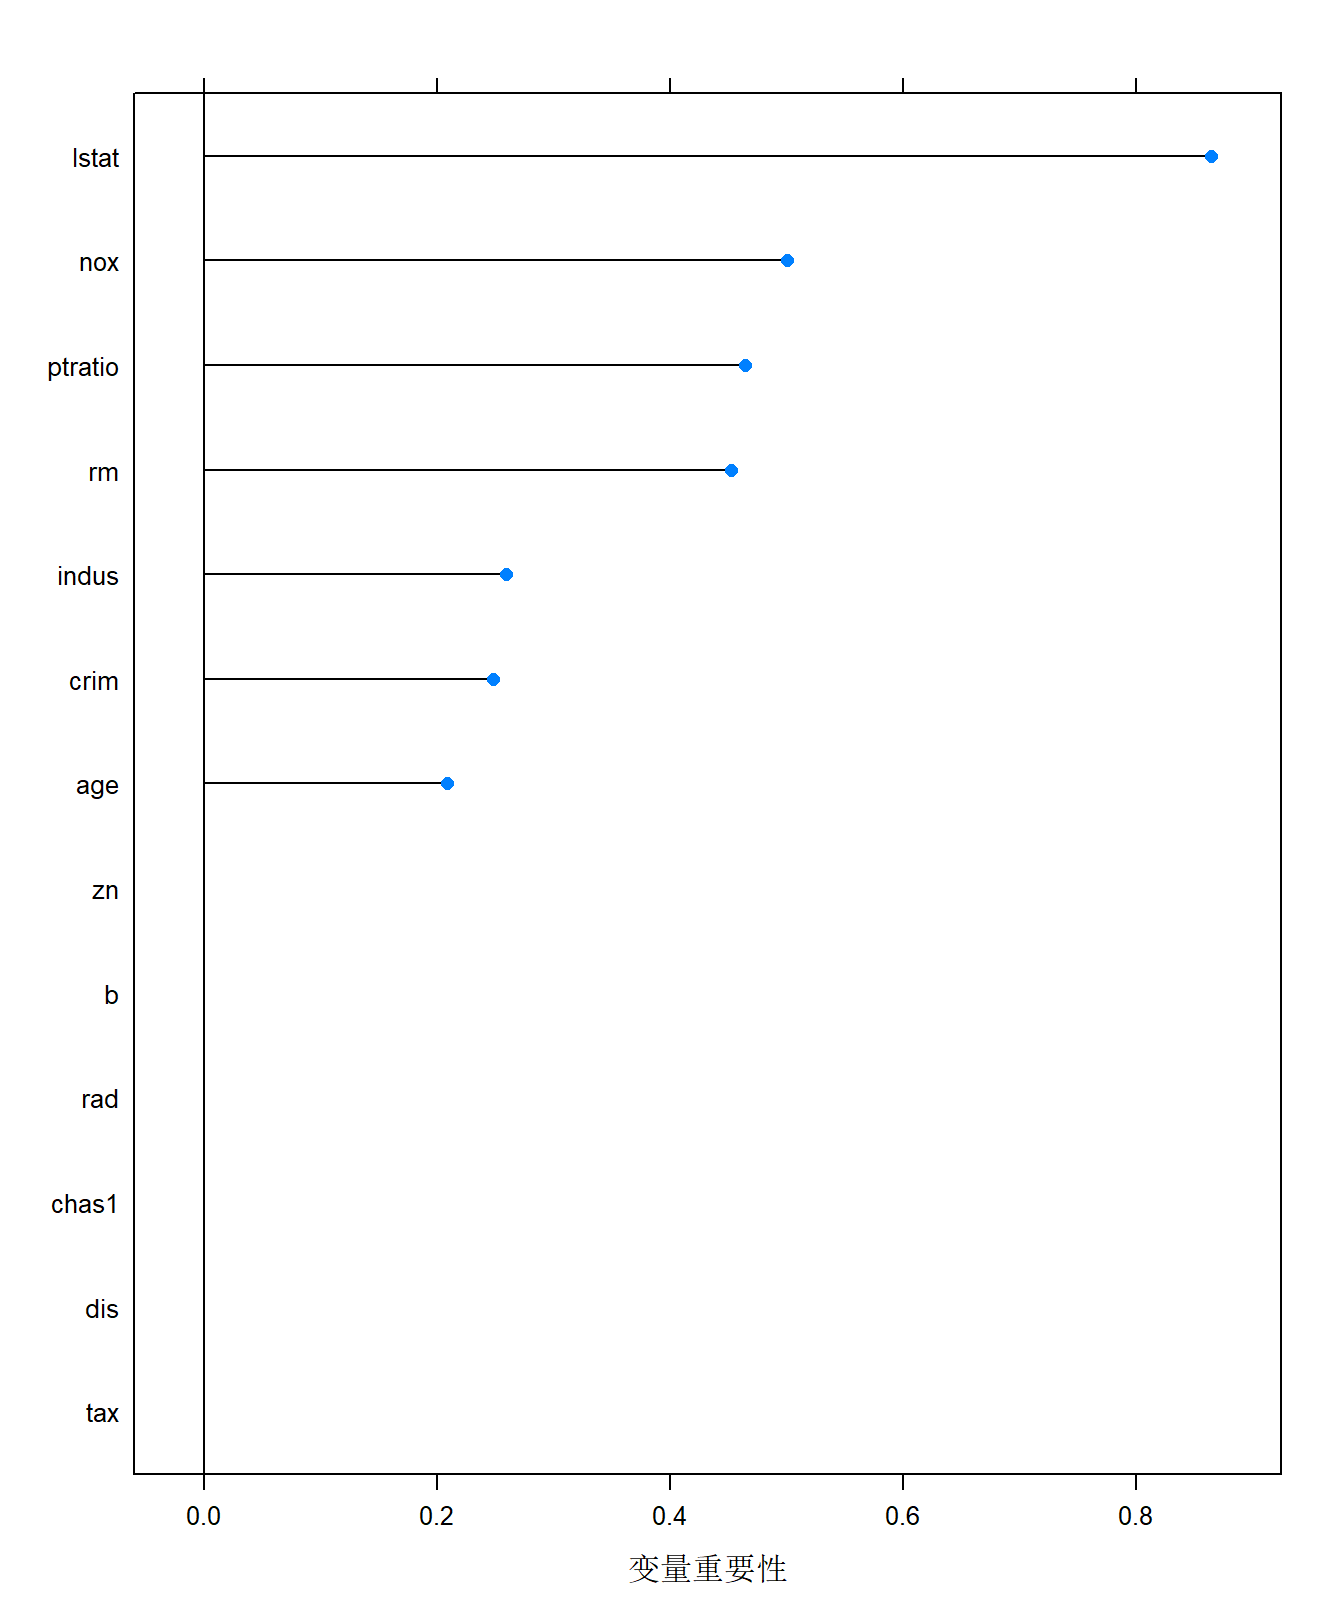 lstat
nox
ptratio
rm
indus
crim
age
zn
b
rad
chas1
dis
tax
0.0 0.2 0.4 0.6 0.8
变量重要性